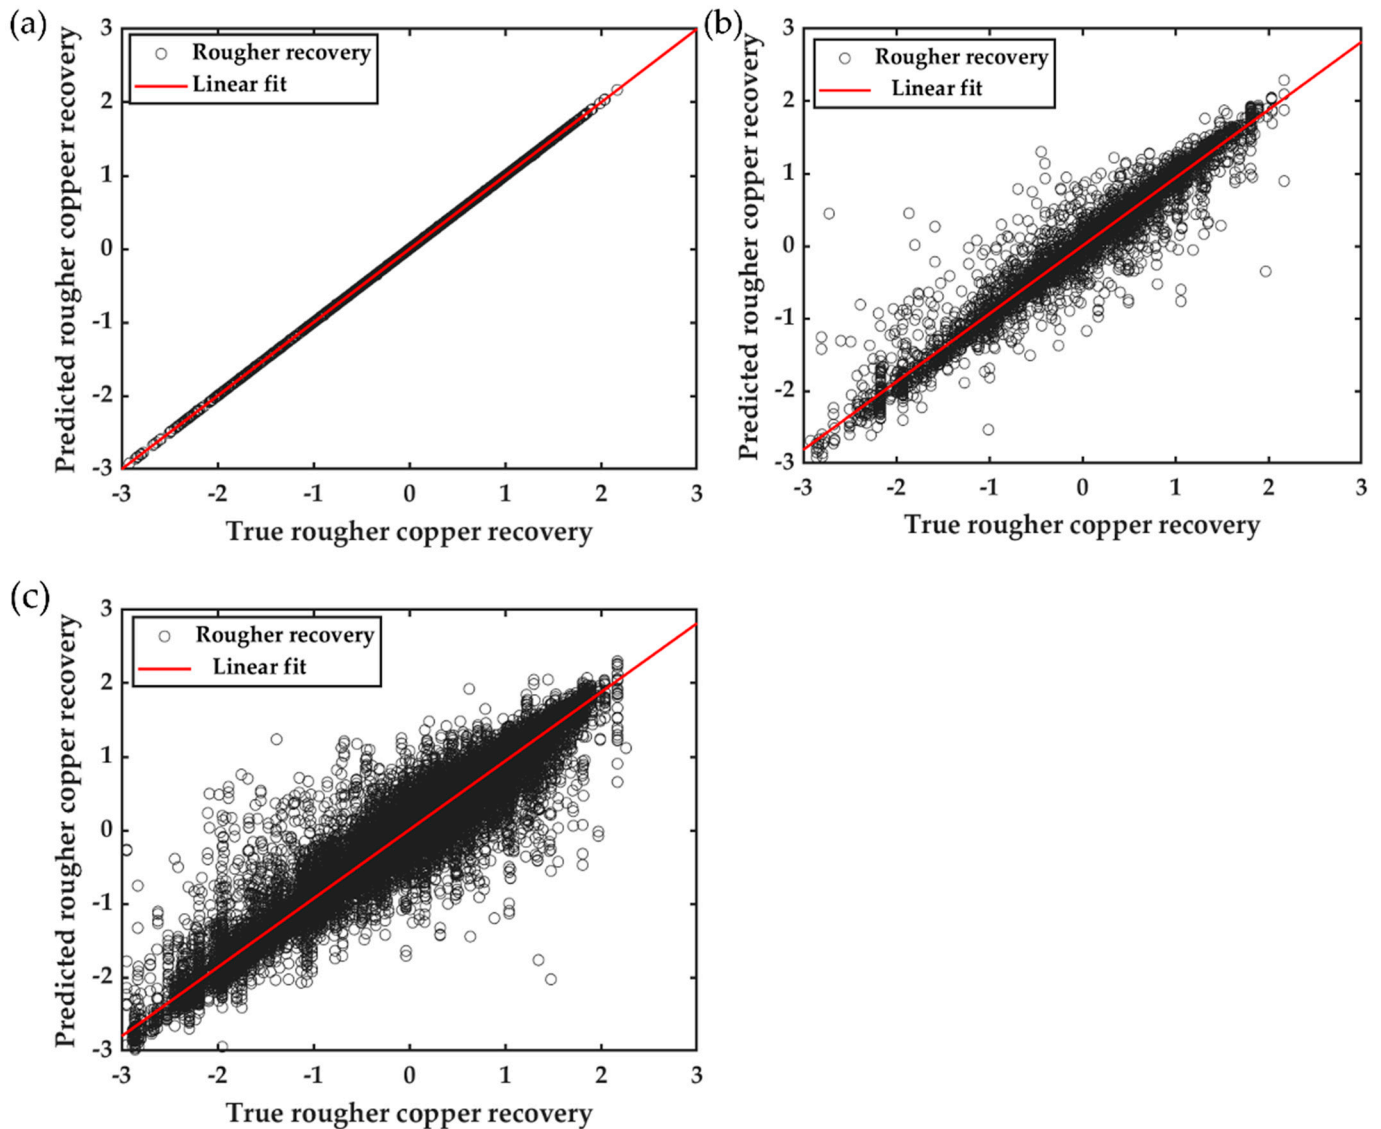 (a)
3
2
1
0
-1
-2
-3
-3 -2 -1 0 1 2 3
Predicted rougher copper recovery
True rougher copper recovery
Rougher recovery
Linear fit
(b)
3
2
1
0
-1
-2
-3
-3 -2 -1 0 1 2 3
Predicted rougher copper recovery
True rougher copper recovery
Rougher recovery
Linear fit
(c)
3
2
1
0
-1
-2
-3
-3 -2 -1 0 1 2 3
Predicted rougher copper recovery
True rougher copper recovery
Rougher recovery
Linear fit